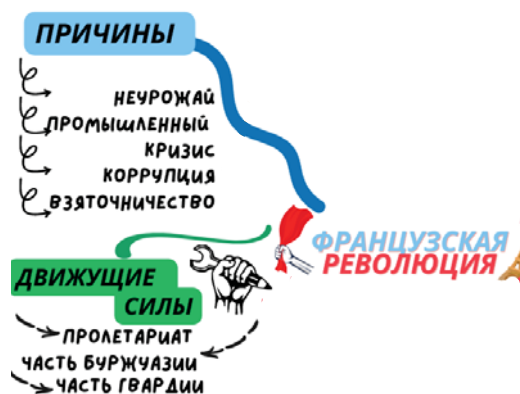 ПРИЧИНЫ
НЕУРОЖАЙ
ПРОМЫШЛЕННЫЙ
КРИЗИС
КОРРУПЦИЯ
ВЗЯТОЧНИЧЕСТВО
ФРАНЦУЗСКАЯ
РЕВОЛЮЦИЯ
ДВИЖУЩИЕ
СИЛЫ
ПРОЛЕТАРИАТ
ЧАСТЬ БУРЖУАЗИИ
ЧАСТЬ ГВАРДИИ